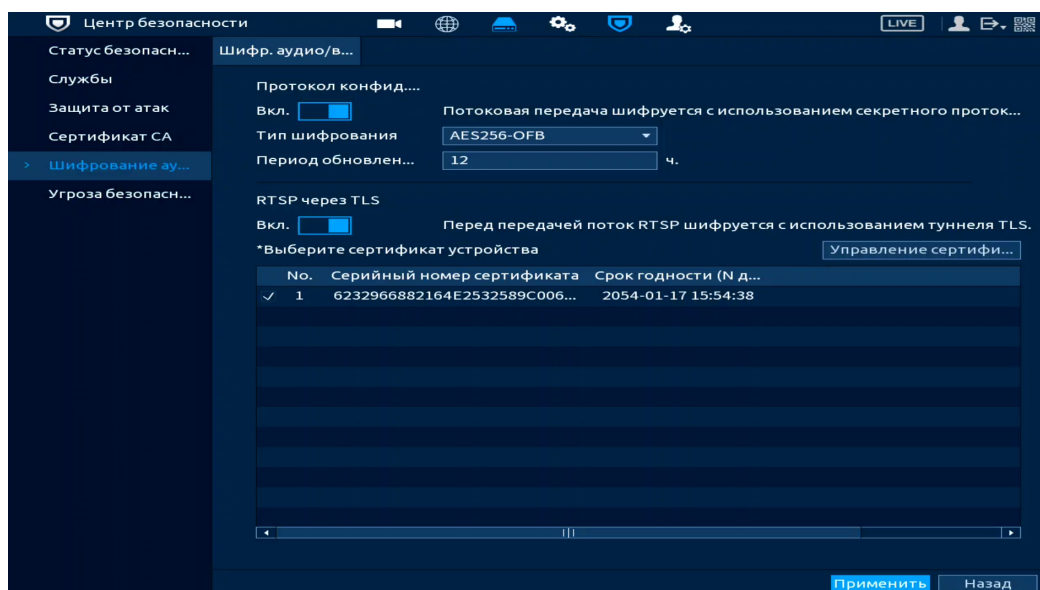 Центр безопасности
LIVE
Статус безопасн...
Шифр. аудио/в...
Службы
Защита от атак
Сертификат CA
> Шифрование ау...
Угроза безопасн...
Протокол конфид....
Вкл.
Потоковая передача шифруется с использованием секретного проток...
Тип шифрования AES256-OFB
Период обновлен... 12 ч.
RTSP через TLS
Вкл.
Перед передачей поток RTSP шифруется с использованием туннеля TLS.
*Выберите сертификат устройства
Управление сертифи...
No. Серийный номер сертификата Срок годности (N д...
1 6232966882164E2532589C006... 2054-01-17 15:54:38
Применить Назад